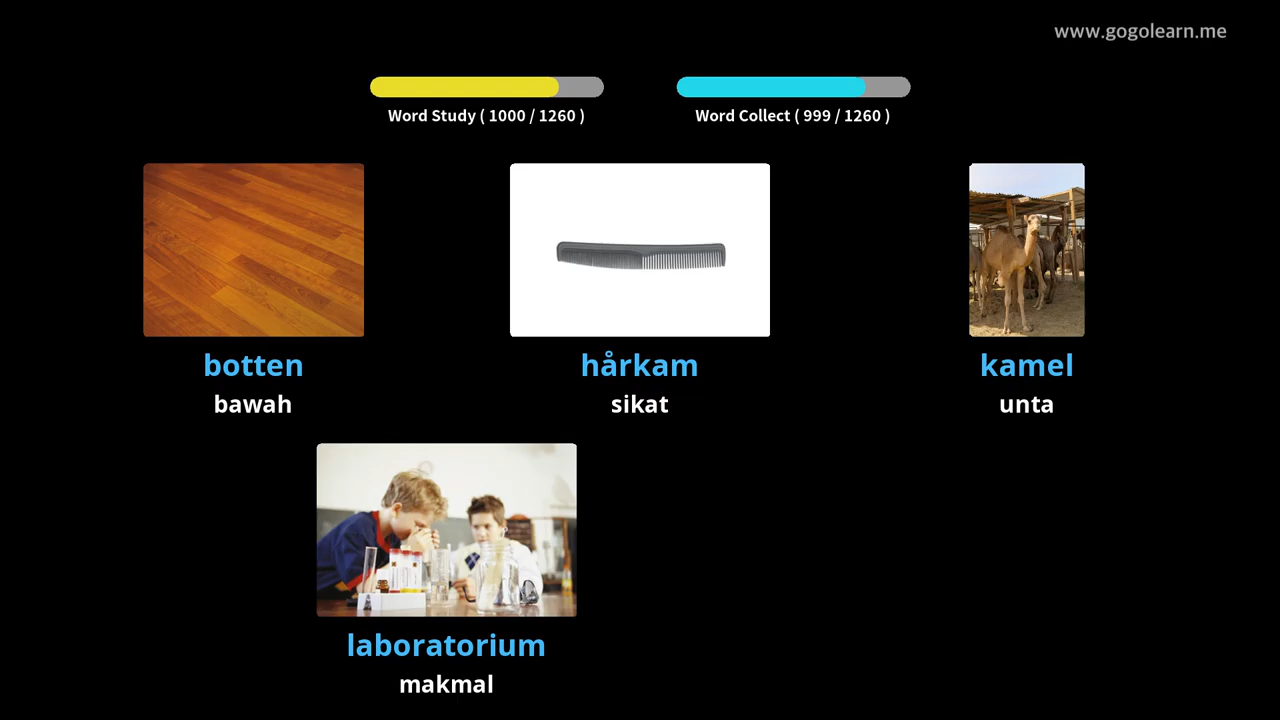 www.gogolearn.me
Word Study ( 1000 / 1260 )
Word Collect ( 999 / 1260 )
botten
bawah
hårkam
sikat
kamel
unta
laboratorium
makmal